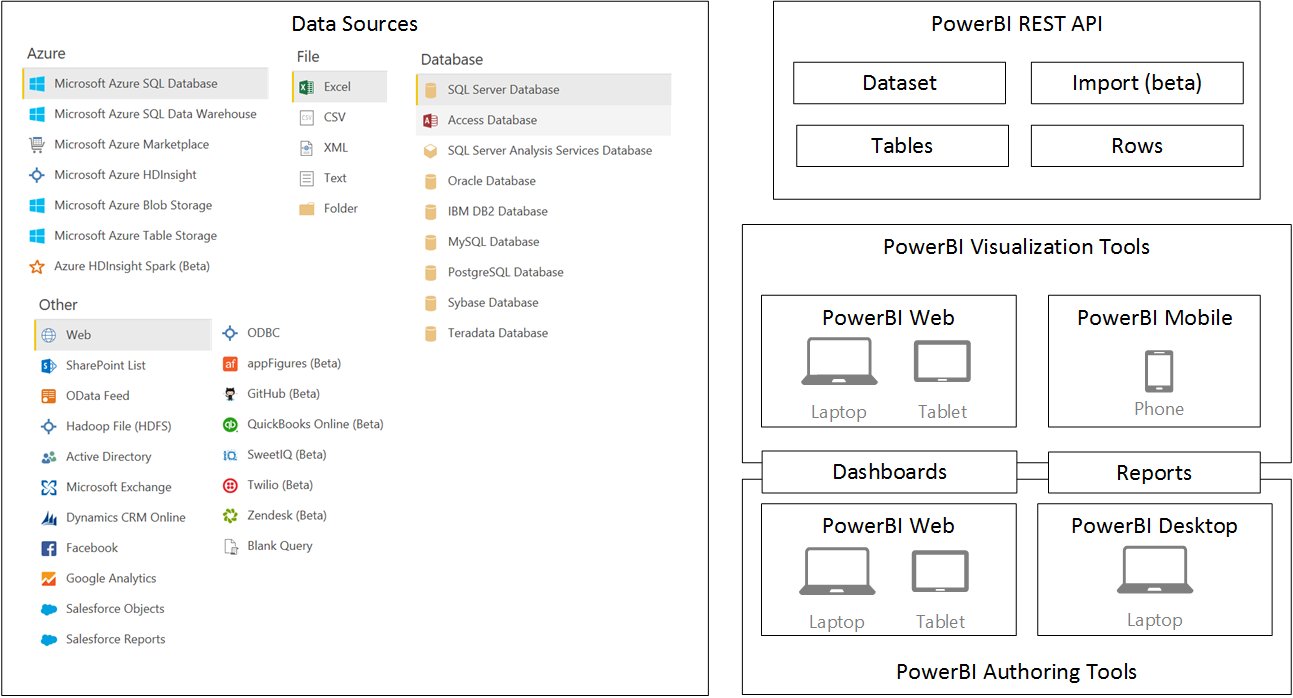 Data Sources
Azure
Microsoft Azure SQL Database
Microsoft Azure SQL Data Warehouse
Microsoft Azure Marketplace
Microsoft Azure HDInsight
Microsoft Azure Blob Storage
Microsoft Azure Table Storage
Azure HDInsight Spark (Beta)
File
Excel
CSV
CSV
XML
Text
Folder
Database
SQL Server Database
Access Database
SQL Server Analysis Services Database
Oracle Database
IBM DB2 Database
MySQL Database
PostgreSQL Database
Sybase Database
Teradata Database
Other
Web
SharePoint List
OData Feed
Hadoop File (HDFS)
Active Directory
Microsoft Exchange
Dynamics CRM Online
Facebook
Google Analytics
Salesforce Objects
Salesforce Reports
ODBC
af
appFigures (Beta)
GitHub (Beta)
qb
QuickBooks Online (Beta)
IQ
SweetIQ (Beta)
Twilio (Beta)
Zendesk (Beta)
Blank Query
PowerBI REST API
Dataset
Import (beta)
Tables
Rows
PowerBI Visualization Tools
PowerBI Web
Laptop
Tablet
PowerBI Mobile
Phone
Dashboards
Reports
PowerBI Web
Laptop
Tablet
PowerBI Desktop
Laptop
PowerBI Authoring Tools